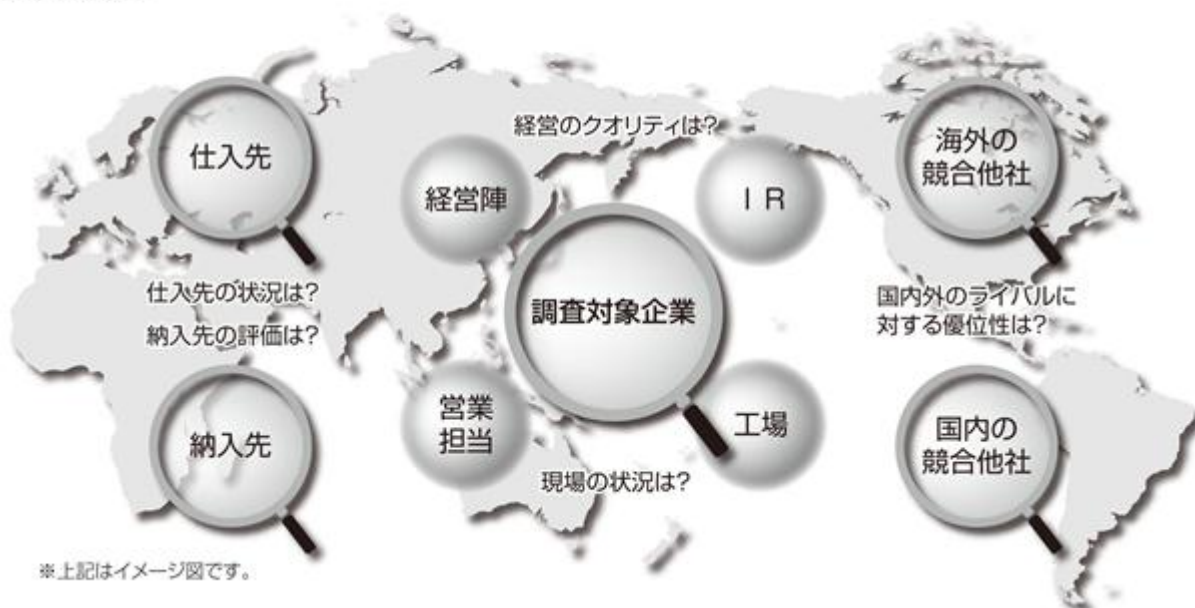 仕入先
経営のクオリティは?
経営陣
IR
海外の
競合他社
調査対象企業
仕入先の状況は?
納入先の評価は?
国内外のライバルに
対する優位性は?
納入先
営業
担当
工場
国内の
競合他社
現場の状況は?
※上記はイメージ図です。